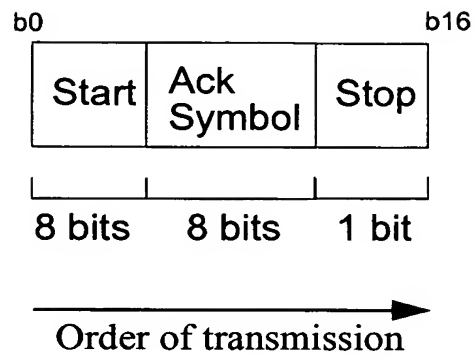 b0 b16
Start Ack Symbol Stop
8 bits 8 bits 1 bit
Order of transmission